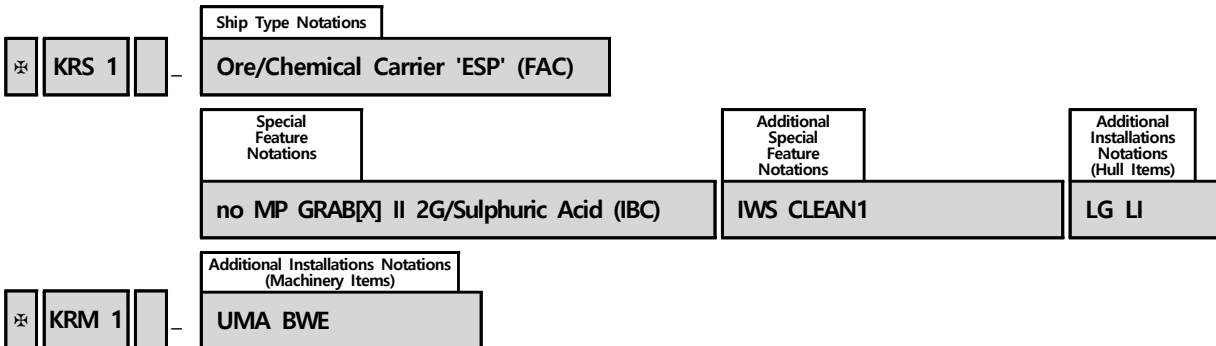 Ship Type Notations
✠ KRS 1 – Ore/Chemical Carrier 'ESP' (FAC)
Special Feature Notations
Additional Special Feature Notations
Additional Installations Notations (Hull Items)
no MP GRAB[X] II 2G/Sulphuric Acid (IBC)
IWS CLEAN1
LG LI
Additional Installations Notations
(Machinery Items)
✠ KRM 1 – UMA BWE